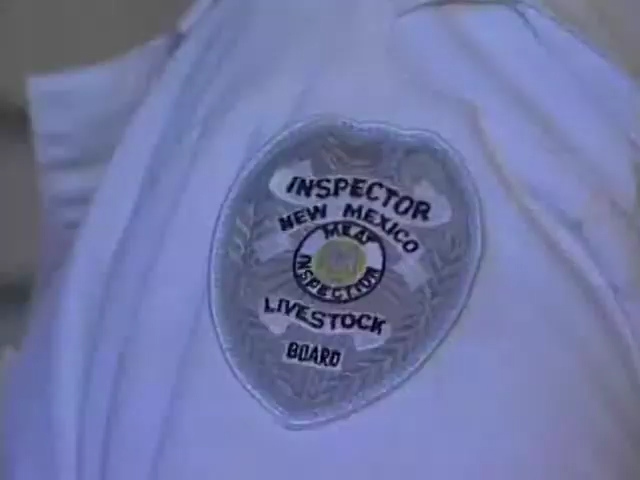 INSPECTOR
NEW MEXICO
MEAT
INSPECTION
LIVESTOCK
BOARD